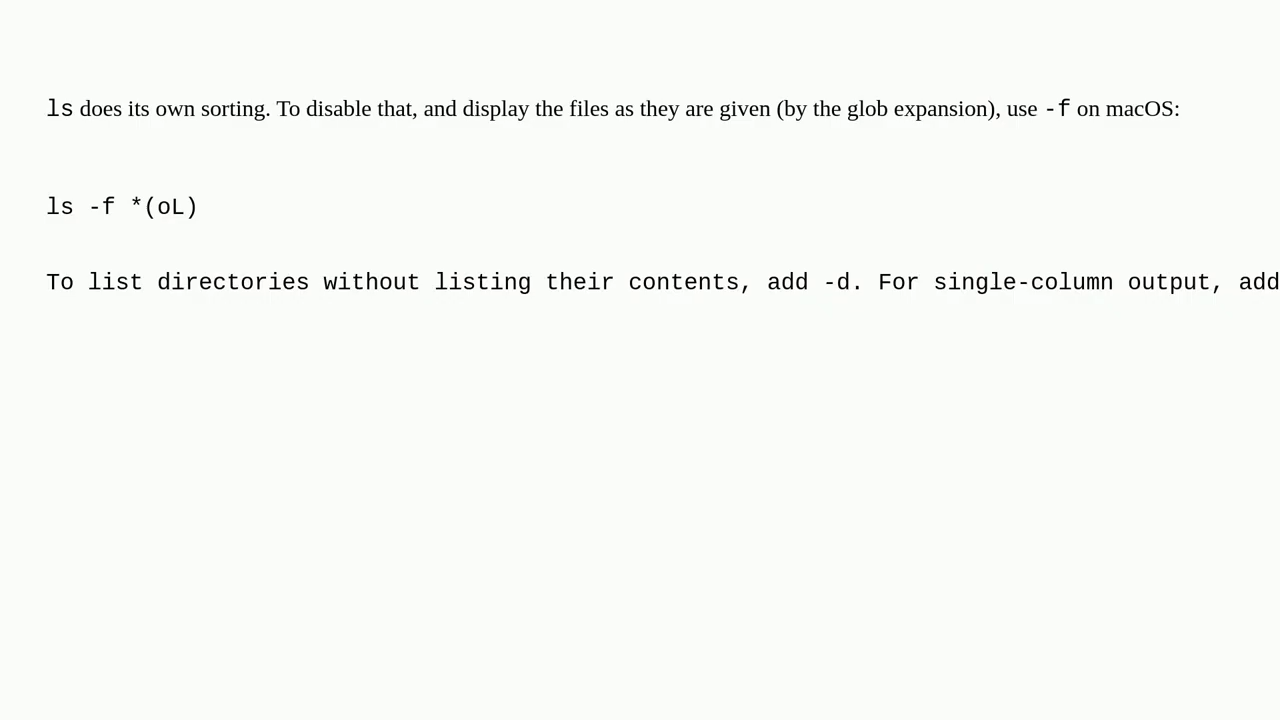 ls does its own sorting. To disable that, and display the files as they are given (by the glob expansion), use -f on macOS:
ls -f *(oL)
To list directories without listing their contents, add -d. For single-column output, add